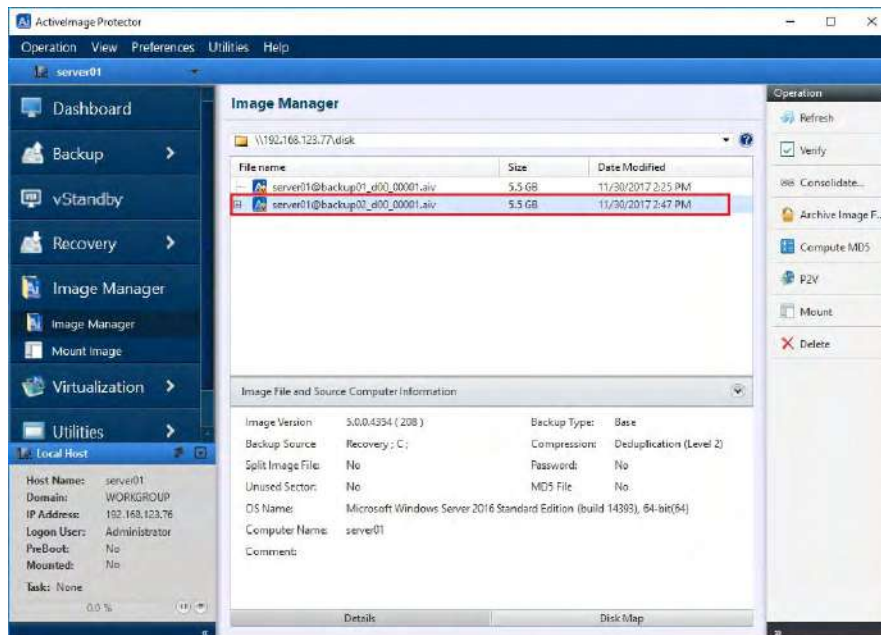 ActiveImage Protector
Operation View Preferences Utilities Help
server01
Dashboard
Backup
vStandby
Recovery
Image Manager
Image Manager
Mount Image
Virtualization
Utilities
Local Host
Host Name: server01
Domain: WORKGROUP
IP Address: 192.168.123.76
Logon User: Administrator
PreBoot: No
Mounted: No
Task: None
0.0 %
Image Manager
\\192.168.123.77\disk
File name Size Date Modified
server01@backup01_d00_00001.aiv 5.5 GB 11/30/2017 2:25 PM
server01@backup02_d00_00001.aiv 5.5 GB 11/30/2017 2:47 PM
Image File and Source Computer Information
Image Version 5.0.0.4354 ( 208 ) Backup Type: Base
Backup Source Recovery ; C ; Compression: Deduplication (Level 2)
Split Image File: No Password: No
Unused Sector: No MD5 File No
OS Name: Microsoft Windows Server 2016 Standard Edition (build 14393), 64-bit(64)
Computer Name: server01
Comment:
Details Disk Map
Operation
Refresh
Verify
Consolidate...
Archive Image F...
Compute MD5
P2V
Mount
Delete